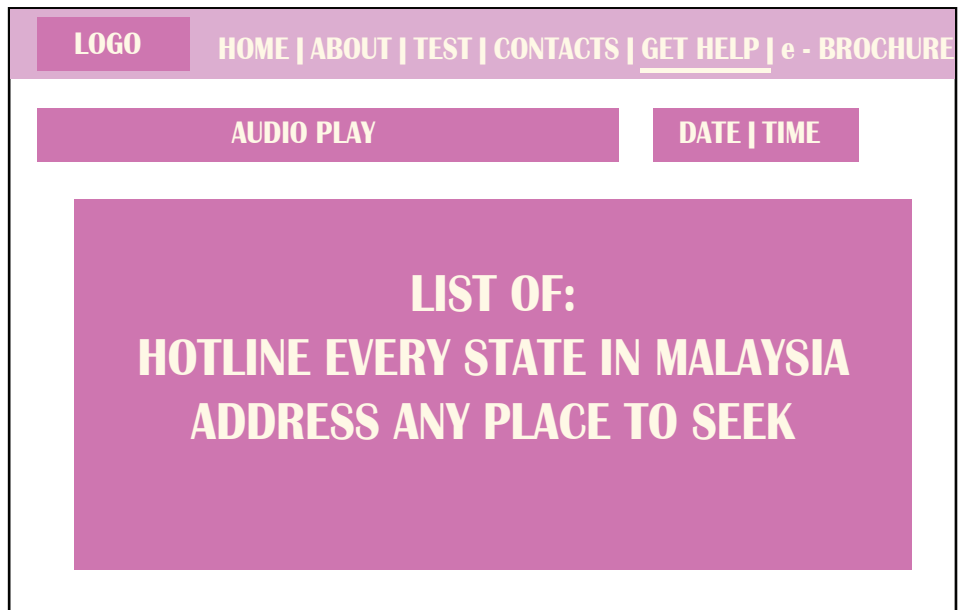 LOGO
HOME | ABOUT | TEST | CONTACTS | GET HELP | e - BROCHURE
AUDIO PLAY
DATE | TIME
LIST OF:
HOTLINE EVERY STATE IN MALAYSIA
ADDRESS ANY PLACE TO SEEK